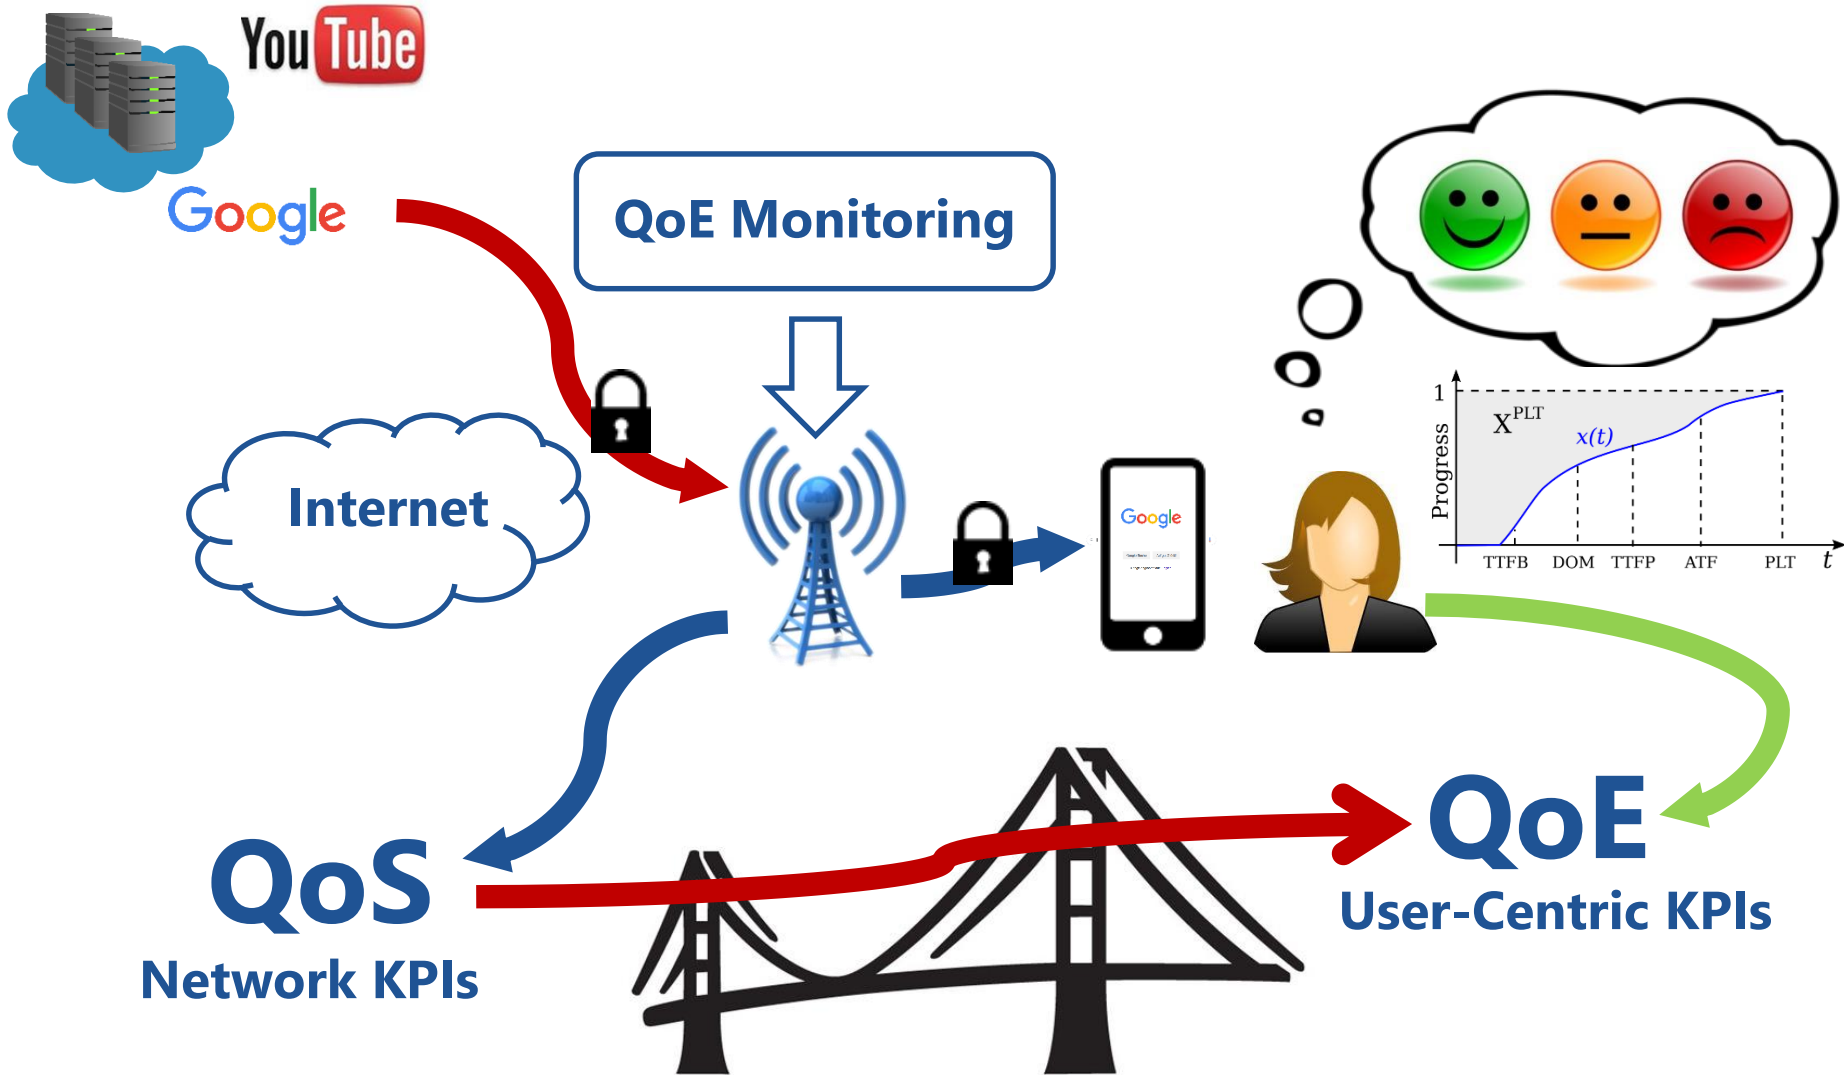 YouTube
Google
QoE Monitoring
Internet
Google
1
X^PLT
x(t)
Progress
TTFB DOM TTFP ATF PLT t
QoS
Network KPIs
QoE
User-Centric KPIs